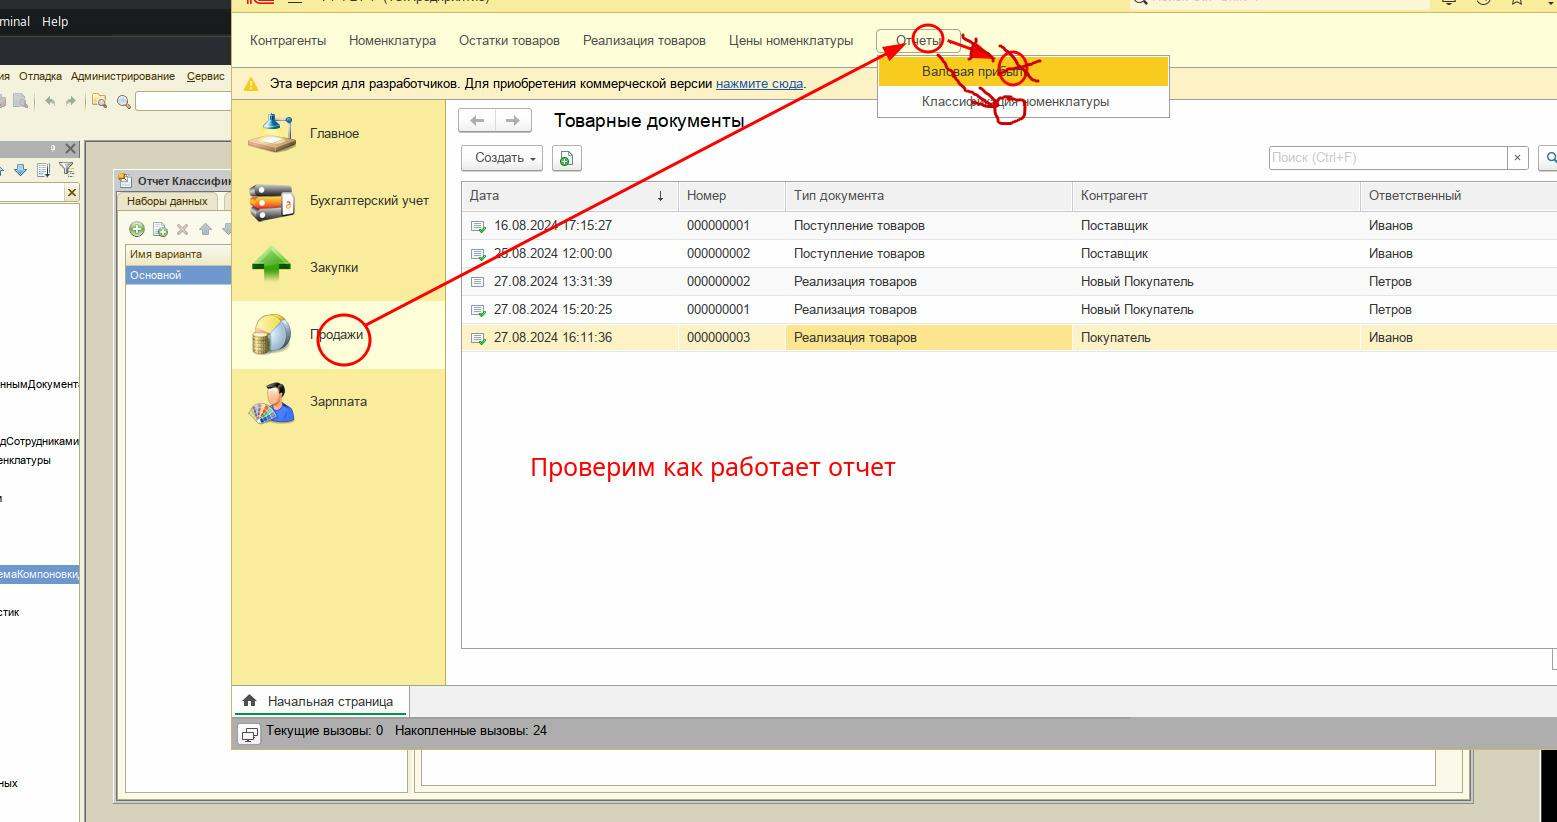 minal Help
Контрагенты Номенклатура Остатки товаров Реализация товаров Цены номенклатуры Отчеты
Валовая прибыль
Классификация номенклатуры
ия Отладка Администрирование Сервис
Эта версия для разработчиков. Для приобретения коммерческой версии нажмите сюда.
Главное
Бухгалтерский учет
Закупки
Продажи
Зарплата
Товарные документы
Создать
Поиск (Ctrl+F)
Отчет Классифик
Наборы данных
Имя варианта
Основной
Дата Номер Тип документа Контрагент Ответственный
16.08.2024 17:15:27 000000001 Поступление товаров Поставщик Иванов
25.08.2024 12:00:00 000000002 Поступление товаров Поставщик Иванов
27.08.2024 13:31:39 000000002 Реализация товаров Новый Покупатель Петров
27.08.2024 15:20:25 000000001 Реализация товаров Новый Покупатель Петров
27.08.2024 16:11:36 000000003 Реализация товаров Покупатель Иванов
Проверим как работает отчет
ннымДокумент
дСотрудниками
енклатуры
емаКомпоновки
стик
ных
Начальная страница
Текущие вызовы: 0 Накопленные вызовы: 24